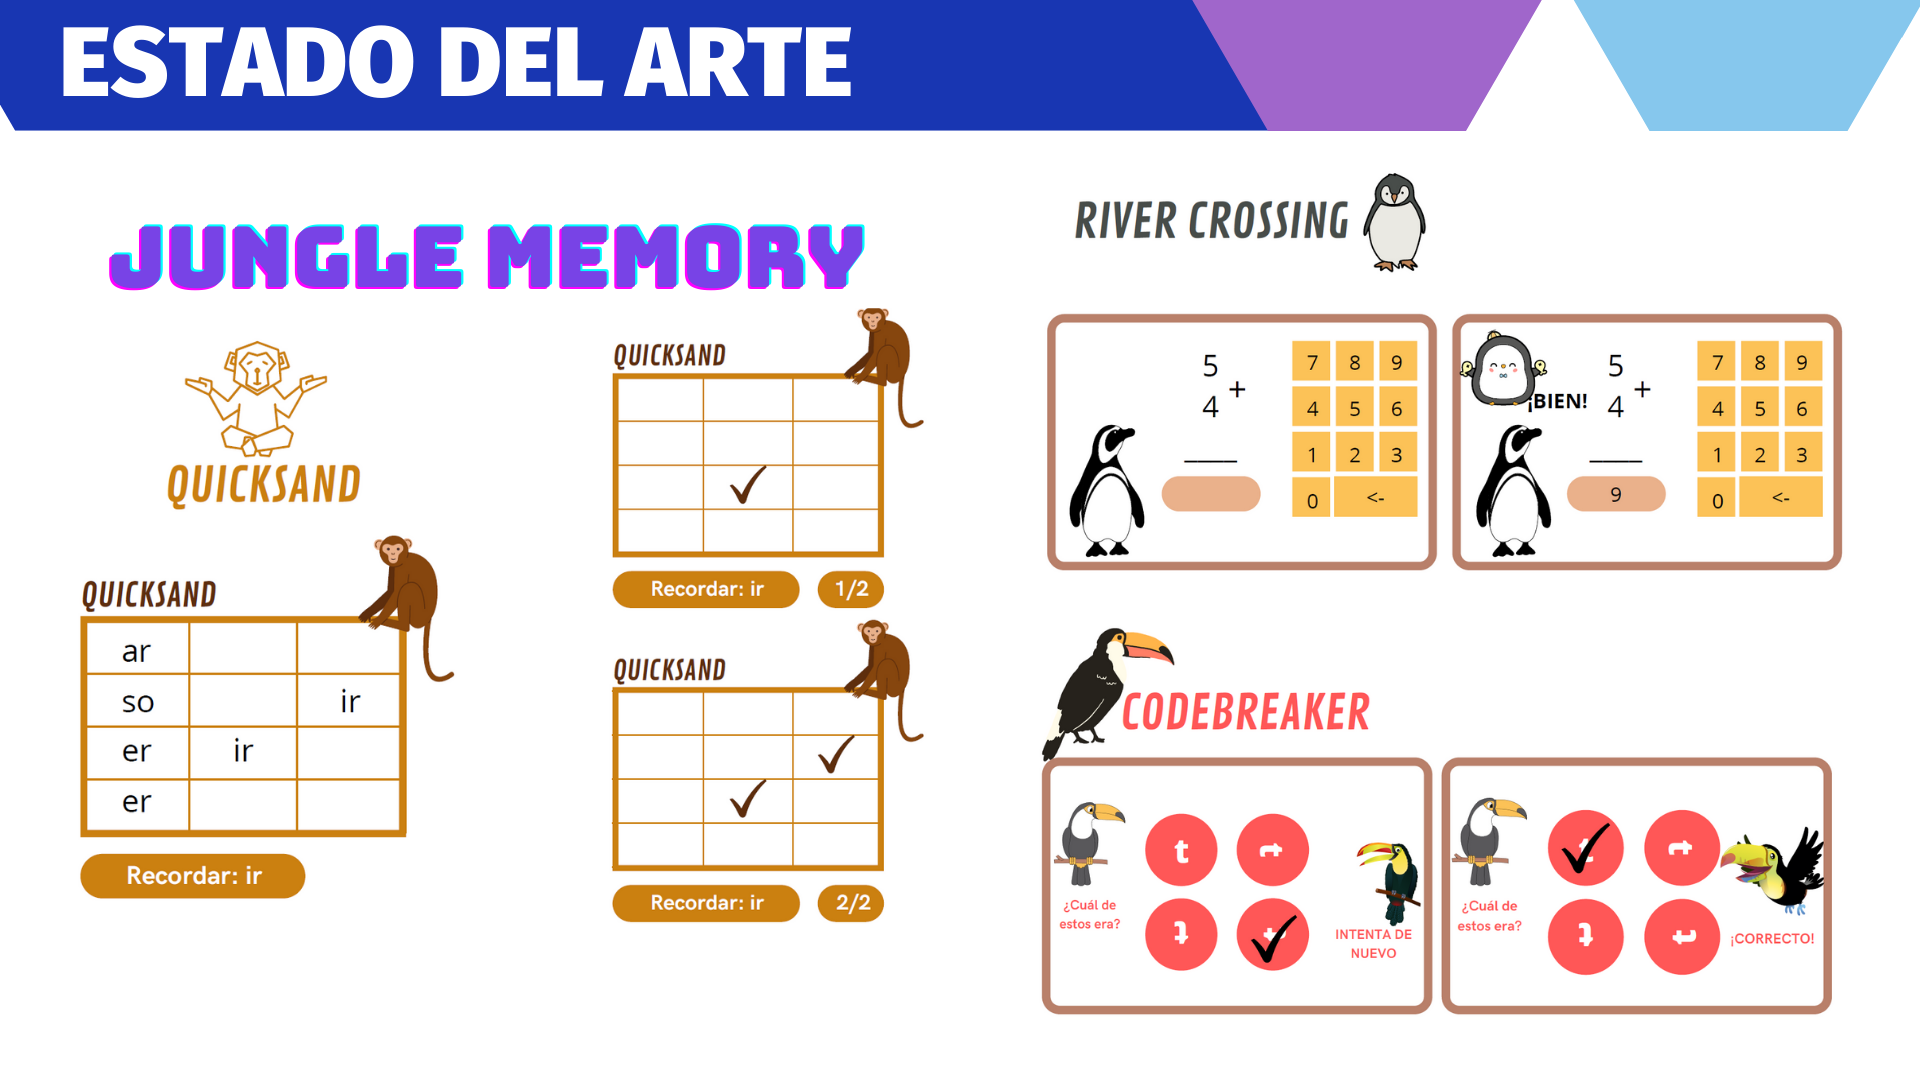 ESTADO DEL ARTE
JUNGLE MEMORY
QUICKSAND
QUICKSAND
ar
so ir
er ir
er
Recordar: ir
QUICKSAND
Recordar: ir 1/2
QUICKSAND
Recordar: ir 2/2
RIVER CROSSING
5
+
4
____
7 8 9
4 5 6
1 2 3
0 <-
¡BIEN!
5
+
4
____
9
7 8 9
4 5 6
1 2 3
0 <-
CODEBREAKER
¿Cuál de
estos era?
t t
t t
INTENTA DE
NUEVO
¿Cuál de
estos era?
t t
t t
¡CORRECTO!